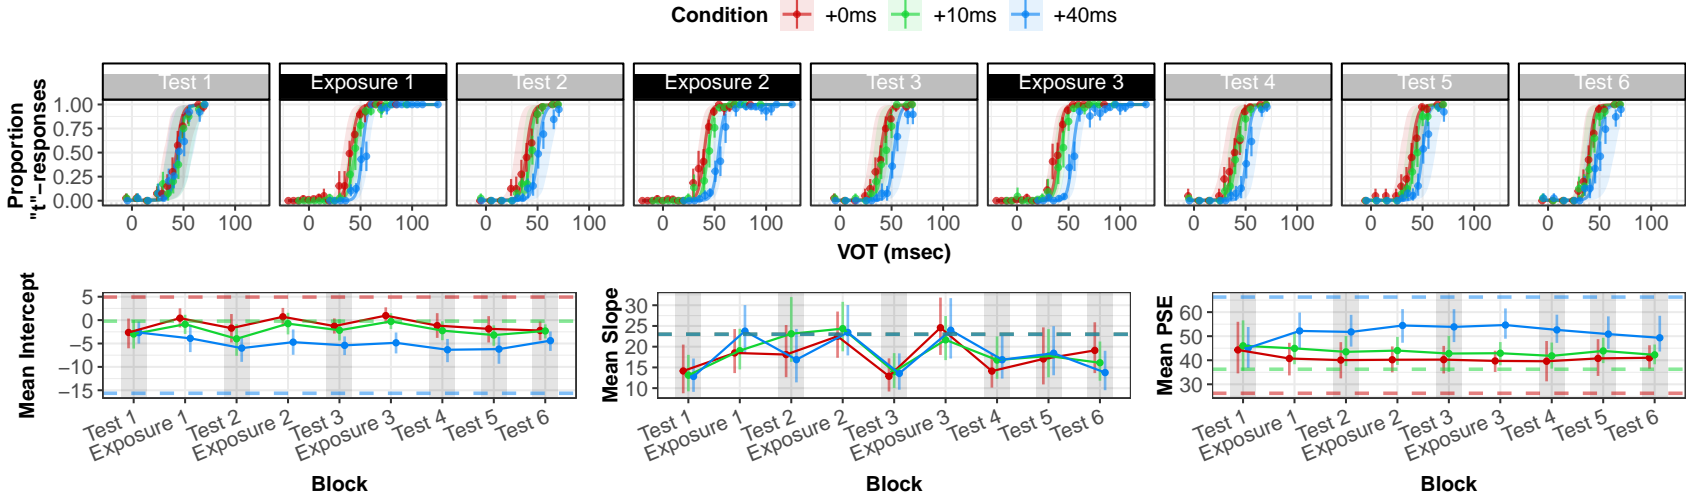 Condition +0ms +10ms +40ms
Test 1 Exposure 1 Test 2 Exposure 2 Test 3 Exposure 3 Test 4 Test 5 Test 6
Proportion
"t"−responses
1.00
0.75
0.50
0.25
0.00
0 50 100 0 50 100 0 50 100 0 50 100 0 50 100 0 50 100 0 50 100 0 50 100 0 50 100
VOT (msec)
Mean Intercept
5
0
−5
−10
−15
Test 1
Exposure 1
Test 2
Exposure 2
Test 3
Exposure 3
Test 4
Test 5
Test 6
Block
Mean Slope
30
25
20
15
10
Test 1
Exposure 1
Test 2
Exposure 2
Test 3
Exposure 3
Test 4
Test 5
Test 6
Block
Mean PSE
60
50
40
30
Test 1
Exposure 1
Test 2
Exposure 2
Test 3
Exposure 3
Test 4
Test 5
Test 6
Block